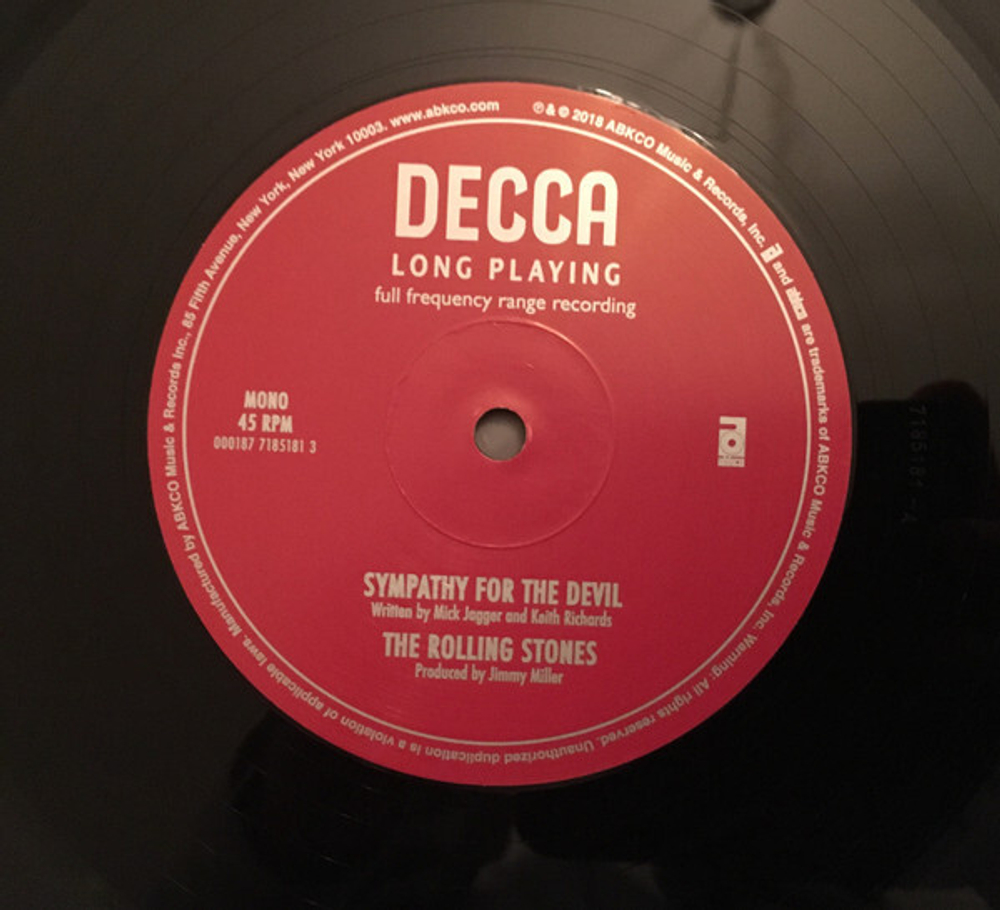 DECCA
LONG PLAYING
full frequency range recording
MONO
45 RPM
000187 7185181 3
SYMPATHY FOR THE DEVIL
Written by Mick Jagger and Keith Richards
THE ROLLING STONES
Produced by Jimmy Miller
℗ & © 2018 ABKCO Music & Records, Inc. and abkco are trademarks of ABKCO Music & Records, Inc. Warning: All rights reserved. Unauthorized duplication is a violation of applicable laws. Manufactured by ABKCO Music & Records Inc., 85 Fifth Avenue, New York, New York 10003. www.abkco.com
7185181-A